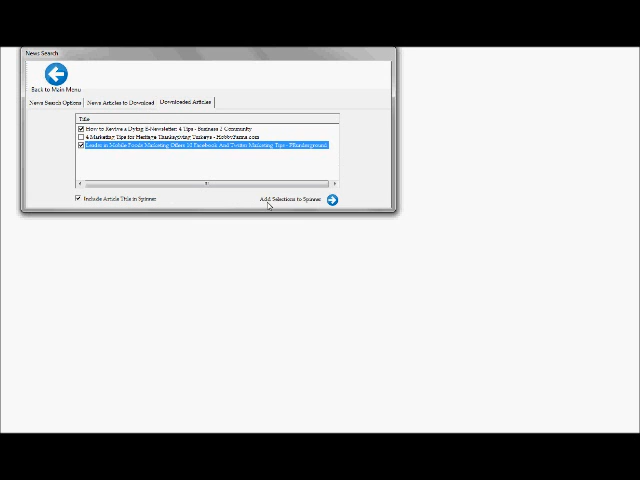 News Search
Back to Main Menu
News Search Options News Articles to Download Downloaded Articles
Title
How to Revive a Dying E-Newsletter: 4 Tips - Business 2 Community
4 Marketing Tips for Heritage Thanksgiving Turkeys - HobbyFarms.com
Leader in Mobile Foods Marketing Offers 10 Facebook And Twitter Marketing Tips - PRunderground
Include Article Title in Spinner
Add Selections to Spinner